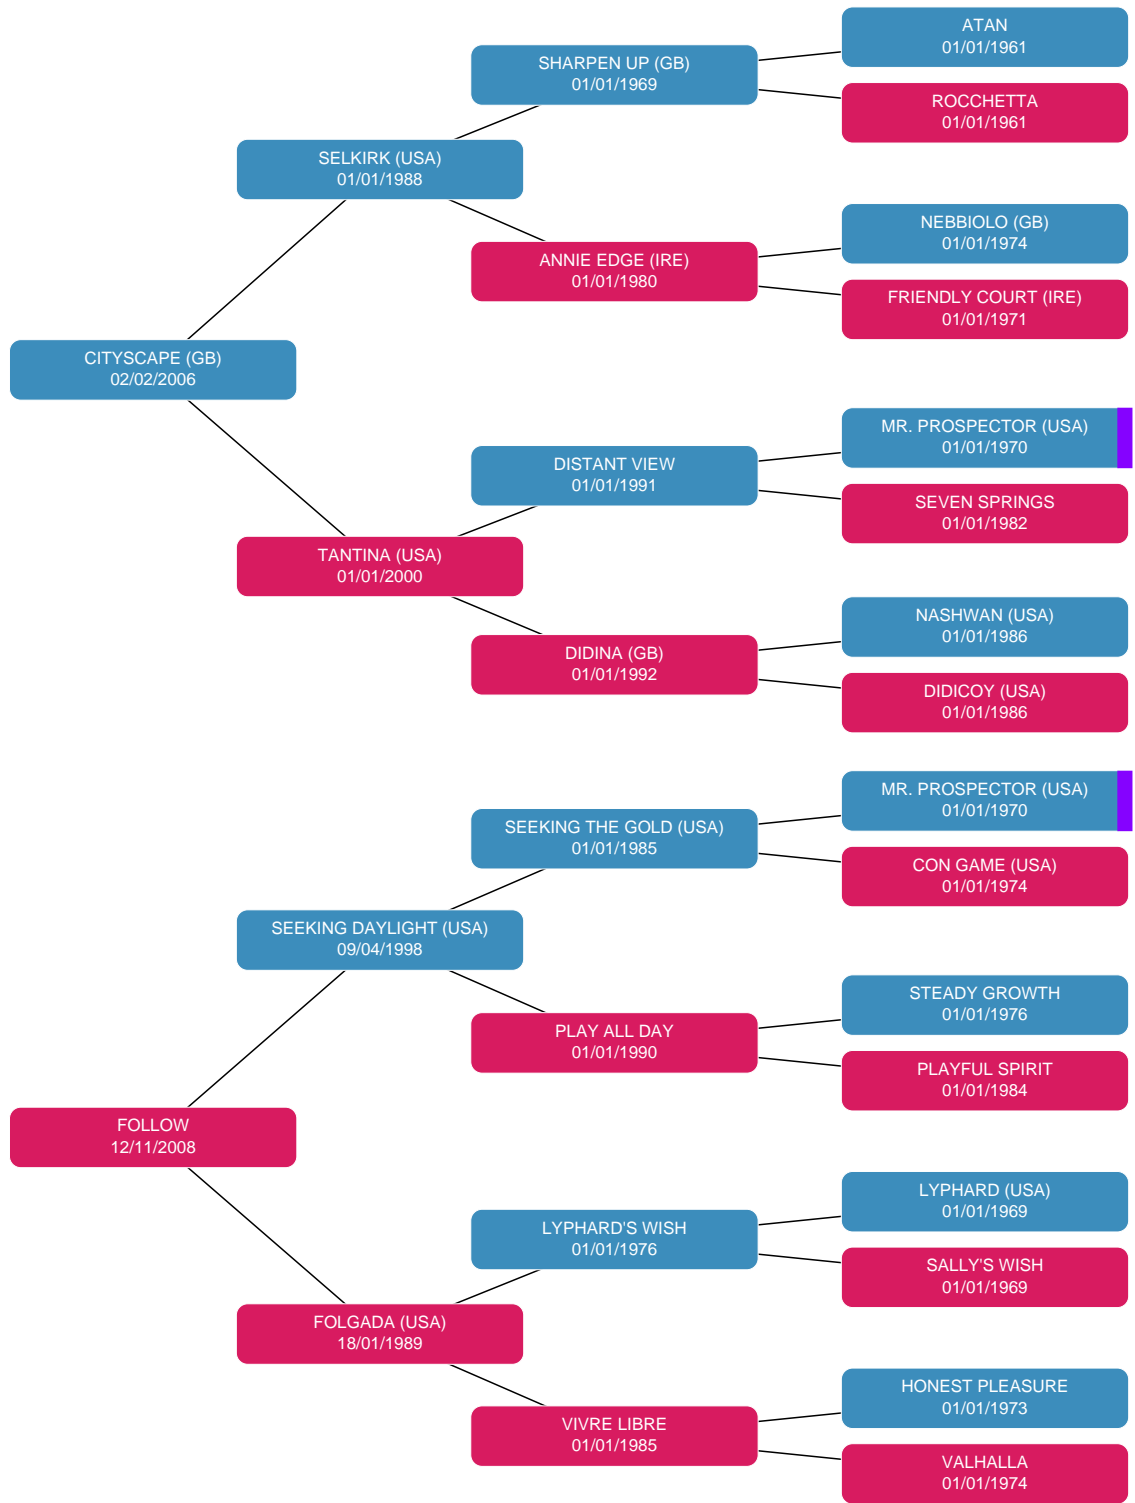 ATAN
01/01/1961
SHARPEN UP (GB)
01/01/1969
ROCCHETTA
01/01/1961
SELKIRK (USA)
01/01/1988
NEBBIOLO (GB)
01/01/1974
ANNIE EDGE (IRE)
01/01/1980
FRIENDLY COURT (IRE)
01/01/1971
CITYSCAPE (GB)
02/02/2006
MR. PROSPECTOR (USA)
01/01/1970
DISTANT VIEW
01/01/1991
SEVEN SPRINGS
01/01/1982
TANTINA (USA)
01/01/2000
NASHWAN (USA)
01/01/1986
DIDINA (GB)
01/01/1992
DIDICOY (USA)
01/01/1986
MR. PROSPECTOR (USA)
01/01/1970
SEEKING THE GOLD (USA)
01/01/1985
CON GAME (USA)
01/01/1974
SEEKING DAYLIGHT (USA)
09/04/1998
STEADY GROWTH
01/01/1976
PLAY ALL DAY
01/01/1990
PLAYFUL SPIRIT
01/01/1984
FOLLOW
12/11/2008
LYPHARD (USA)
01/01/1969
LYPHARD'S WISH
01/01/1976
SALLY'S WISH
01/01/1969
FOLGADA (USA)
18/01/1989
HONEST PLEASURE
01/01/1973
VIVRE LIBRE
01/01/1985
VALHALLA
01/01/1974